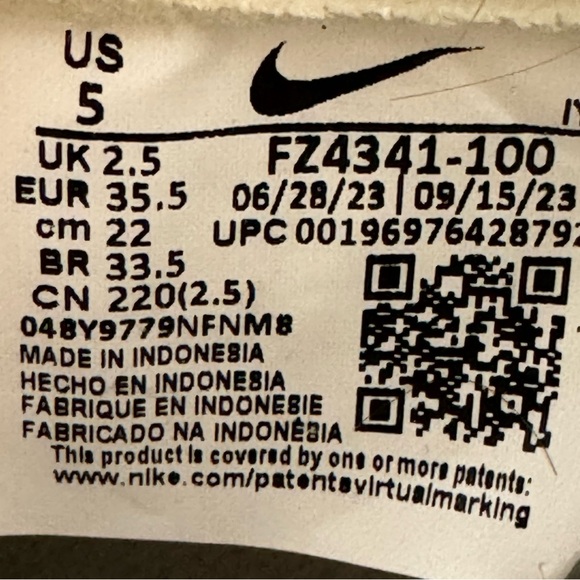 US
5
UK 2.5
EUR 35.5
cm 22
BR 33.5
CN 220(2.5)
FZ4341-100
06/28/23 | 09/15/23
UPC 00196976428792
048Y9779NFNM8
MADE IN INDONESIA
HECHO EN INDONESIA
FABRIQUE EN INDONESIE
FABRICADO NA INDONÉSIA
This product is covered by one or more patents:
www.nike.com/patentsvirtualmarking